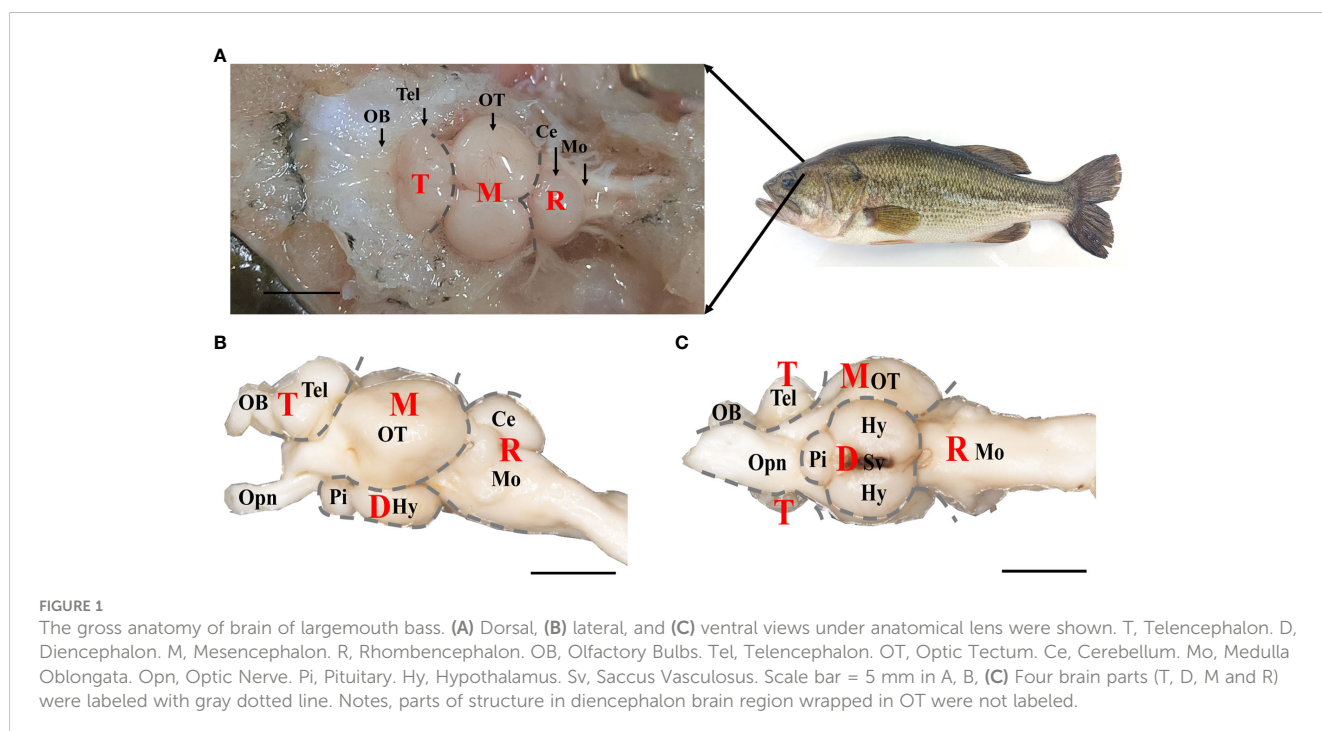 A
OB
Tel
OT
Ce
Mo
T
M
R
B
OB
T
Tel
M
OT
Ce
R
Mo
Opn
Pi
D
Hy
C
T
Tel
M
OT
OB
Hy
Opn
Pi
D
Sv
R
Mo
Hy
T
FIGURE 1
The gross anatomy of brain of largemouth bass. (A) Dorsal, (B) lateral, and (C) ventral views under anatomical lens were shown. T, Telencephalon. D,
Diencephalon. M, Mesencephalon. R, Rhombencephalon. OB, Olfactory Bulbs. Tel, Telencephalon. OT, Optic Tectum. Ce, Cerebellum. Mo, Medulla
Oblongata. Opn, Optic Nerve. Pi, Pituitary. Hy, Hypothalamus. Sv, Saccus Vasculosus. Scale bar = 5 mm in A, B, (C) Four brain parts (T, D, M and R)
were labeled with gray dotted line. Notes, parts of structure in diencephalon brain region wrapped in OT were not labeled.